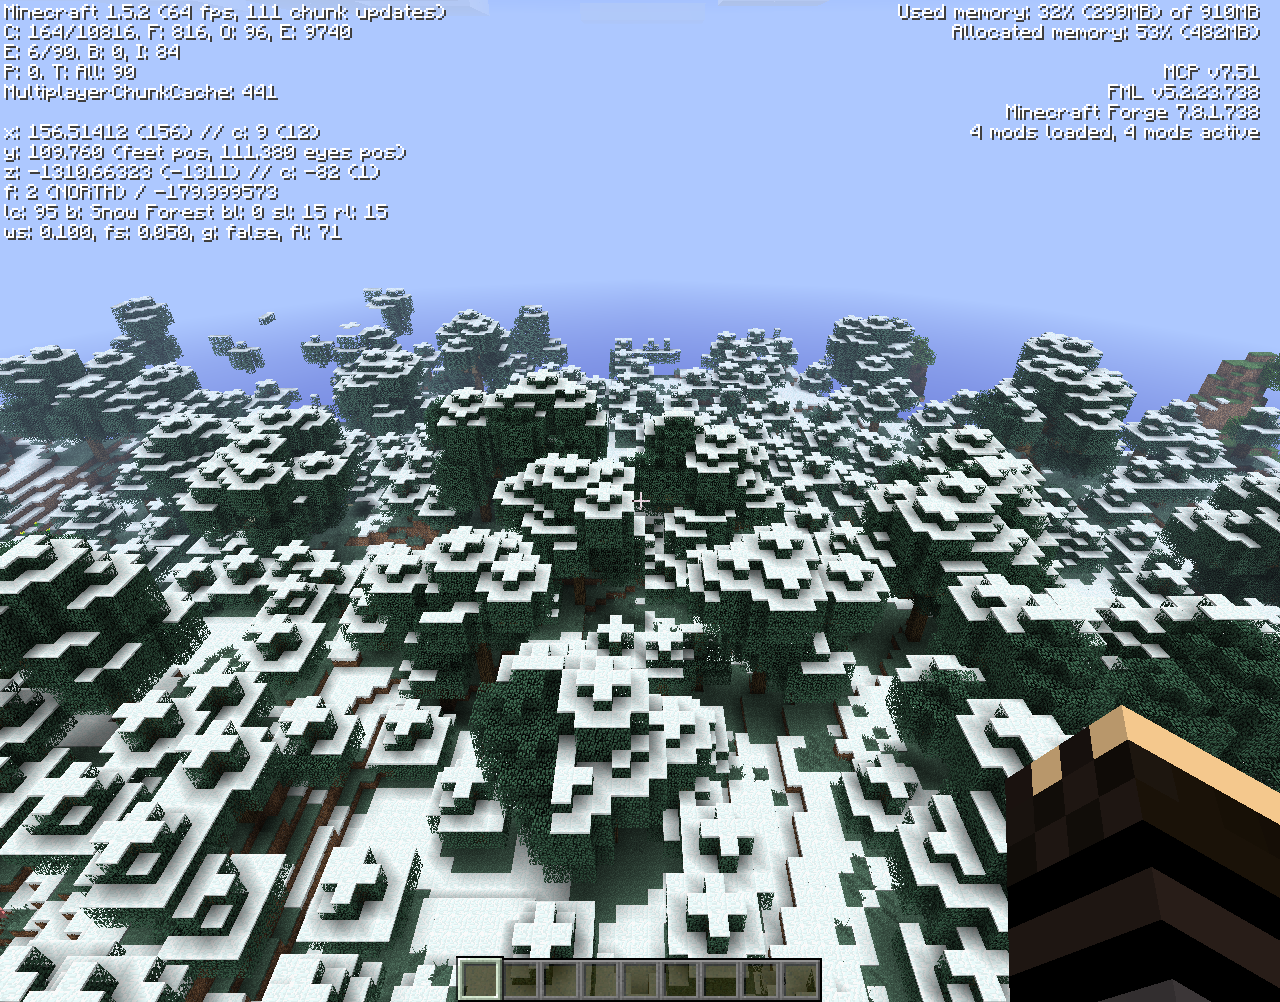 Minecraft 1.5.2 (64 fps, 111 chunk updates)
C: 164/10816. F: 816, O: 96, E: 9740
E: 6/90. B: 0, I: 84
P: 0. T: All: 90
MultiplayerChunkCache: 441
x: 156.51412 (156) // c: 9 (12)
y: 109.760 (feet pos, 111.380 eyes pos)
z: -1310.66323 (-1311) // c: -82 (1)
f: 2 (NORTH) / -179.999573
lc: 95 b: Snow Forest bl: 0 sl: 15 rl: 15
ws: 0.100, fs: 0.050, g: false, fl: 71
Used memory: 32% (299MB) of 910MB
Allocated memory: 53% (482MB)
MCP v7.51
FML v5.2.23.738
Minecraft Forge 7.8.1.738
4 mods loaded, 4 mods active